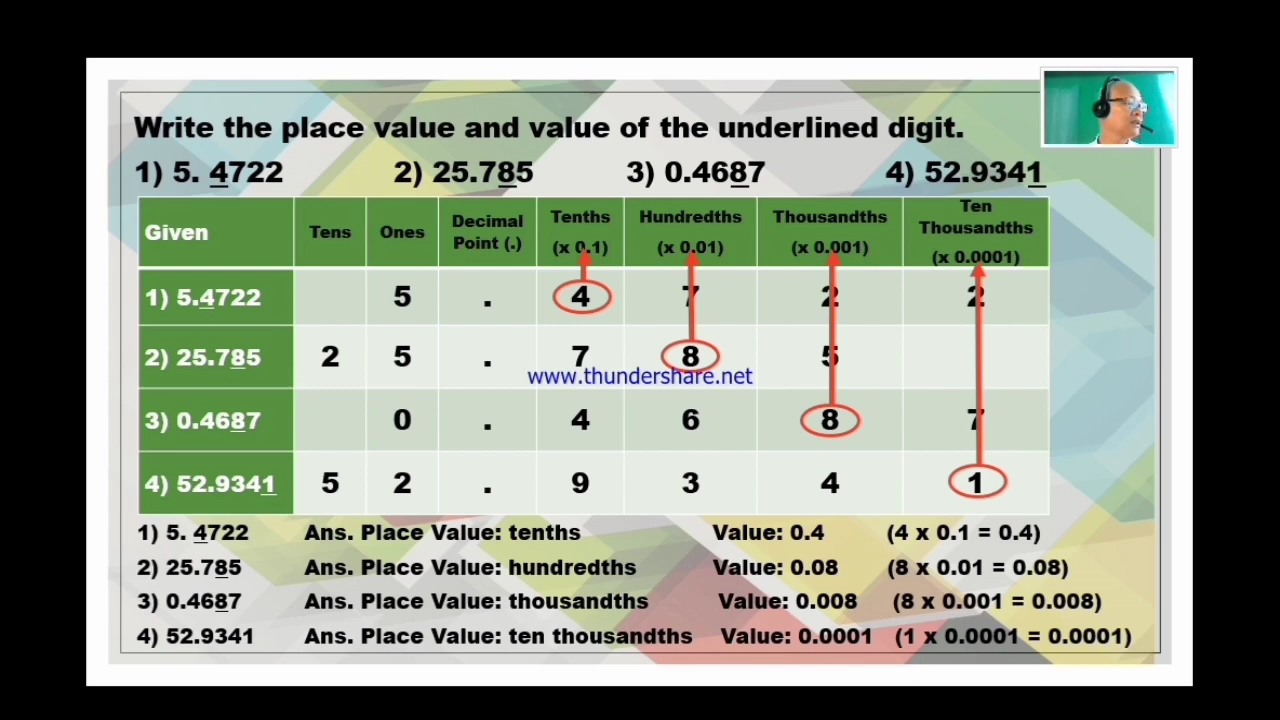 Write the place value and value of the underlined digit.
1) 5. 4722 2) 25.785 3) 0.4687 4) 52.9341
Given Tens Ones Decimal Point (.) Tenths (x 0.1) Hundredths (x 0.01) Thousandths (x 0.001) Ten Thousandths (x 0.0001)
1) 5.4722 5 . 4 7 2 2
2) 25.785 2 5 . 7 8 5
www.thundershare.net
3) 0.4687 0 . 4 6 8 7
4) 52.9341 5 2 . 9 3 4 1
1) 5. 4722 Ans. Place Value: tenths Value: 0.4 (4 x 0.1 = 0.4)
2) 25.785 Ans. Place Value: hundredths Value: 0.08 (8 x 0.01 = 0.08)
3) 0.4687 Ans. Place Value: thousandths Value: 0.008 (8 x 0.001 = 0.008)
4) 52.9341 Ans. Place Value: ten thousandths Value: 0.0001 (1 x 0.0001 = 0.0001)